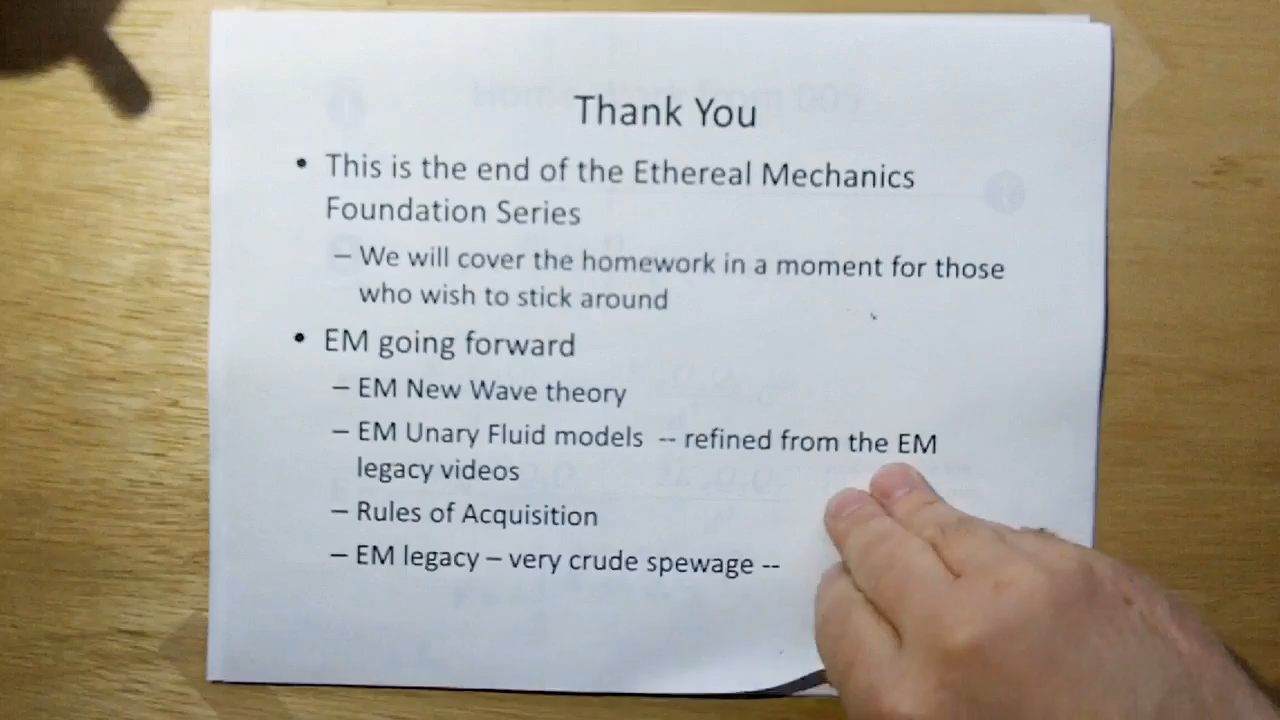 Thank You
• This is the end of the Ethereal Mechanics
Foundation Series
– We will cover the homework in a moment for those
who wish to stick around
• EM going forward
– EM New Wave theory
– EM Unary Fluid models -- refined from the EM
legacy videos
– Rules of Acquisition
– EM legacy – very crude spewage --